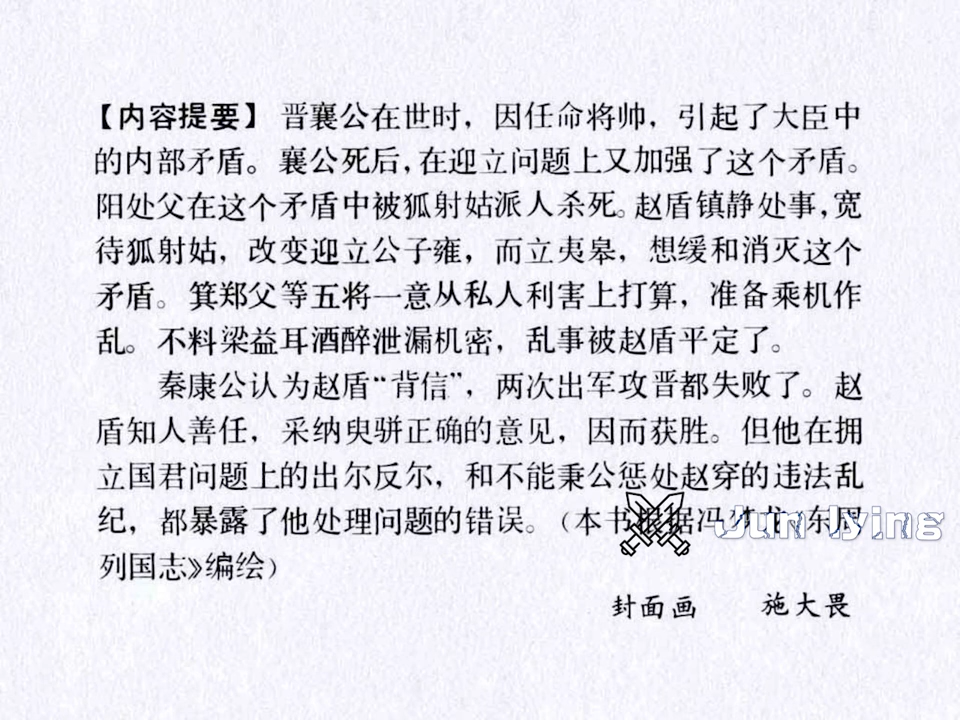 【内容提要】 晋襄公在世时，因任命将帅，引起了大臣中
的内部矛盾。襄公死后，在迎立问题上又加强了这个矛盾。
阳处父在这个矛盾中被狐射姑派人杀死。赵盾镇静处事，宽
待狐射姑，改变迎立公子雍，而立夷皋，想缓和消灭这个
矛盾。箕郑父等五将一意从私人利害上打算，准备乘机作
乱。不料梁益耳酒醉泄漏机密，乱事被赵盾平定了。
秦康公认为赵盾“背信”，两次出军攻晋都失败了。赵
盾知人善任，采纳臾骈正确的意见，因而获胜。但他在拥
立国君问题上的出尔反尔，和不能秉公惩处赵穿的违法乱
纪，都暴露了他处理问题的错误。（本书根据冯梦龙《东周
列国志》编绘）
Jun lying
封面画 施大畏